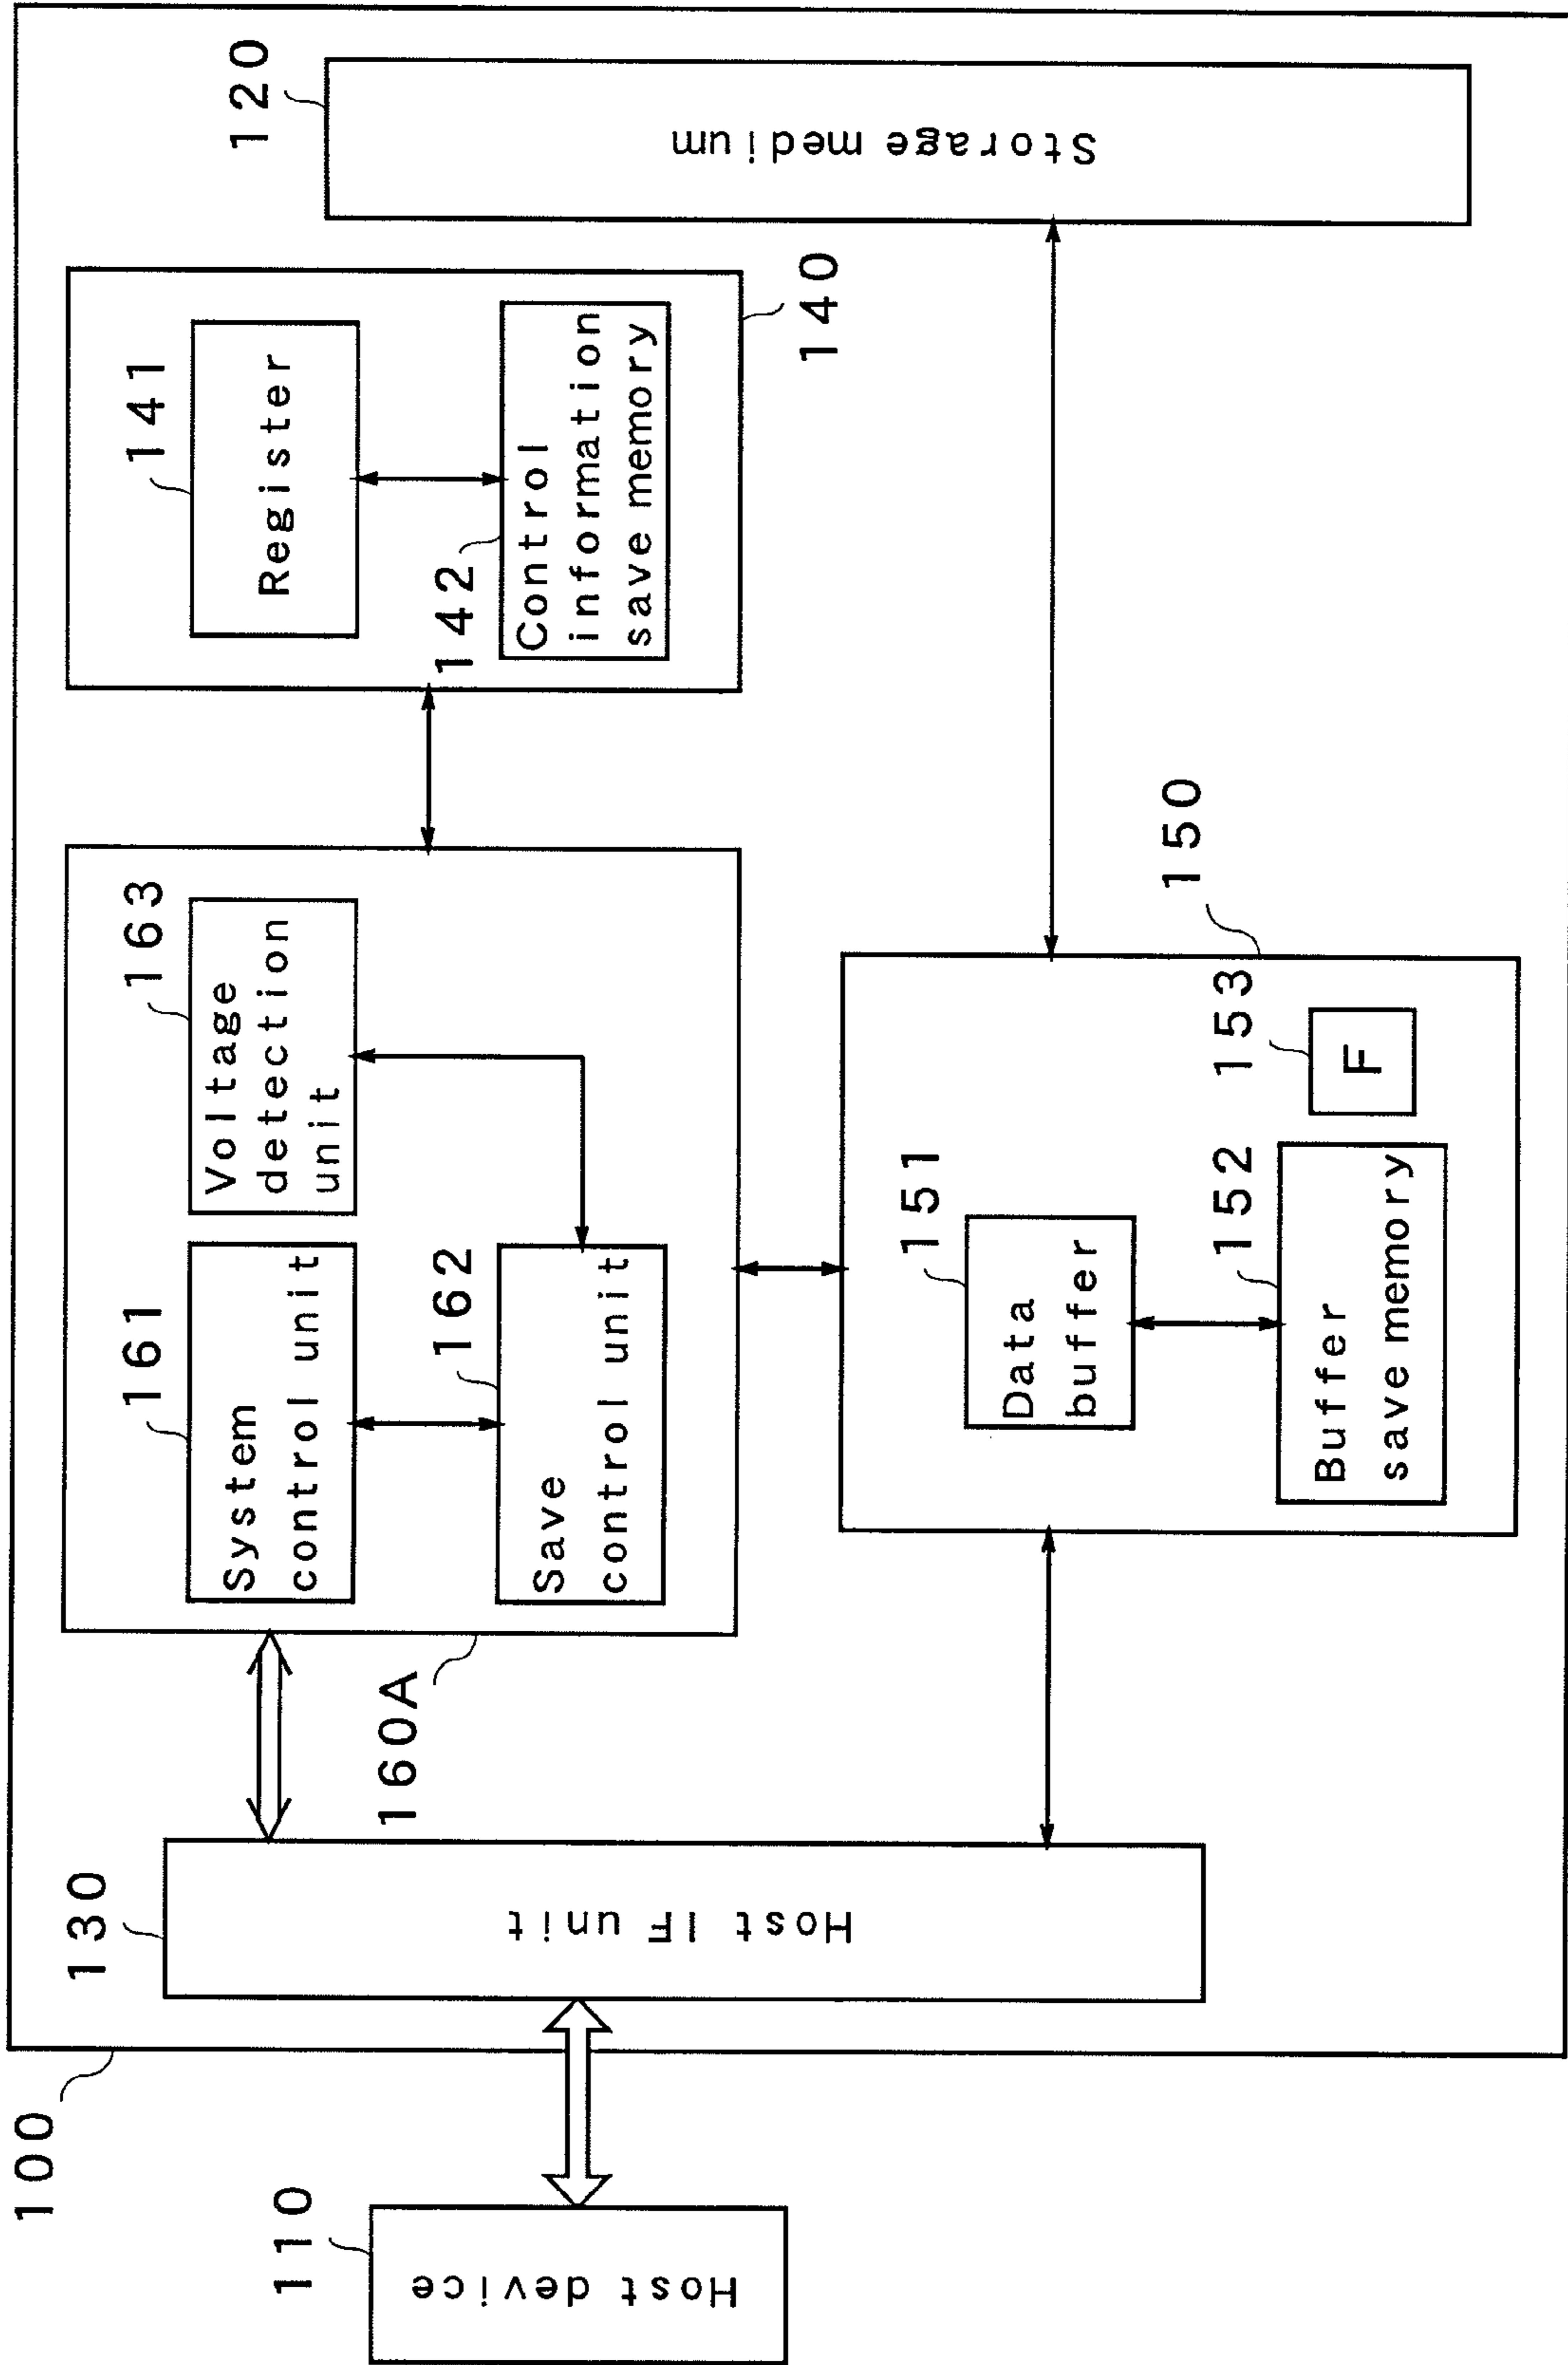 100
110
Host device
130
Host IF unit
160A
161
System
control unit
162
Save
control unit
163
Voltage
detection
unit
141
Register
142
Control
information
save memory
140
120
Storage medium
150
151
Data
buffer
152
Buffer
save memory
153
F